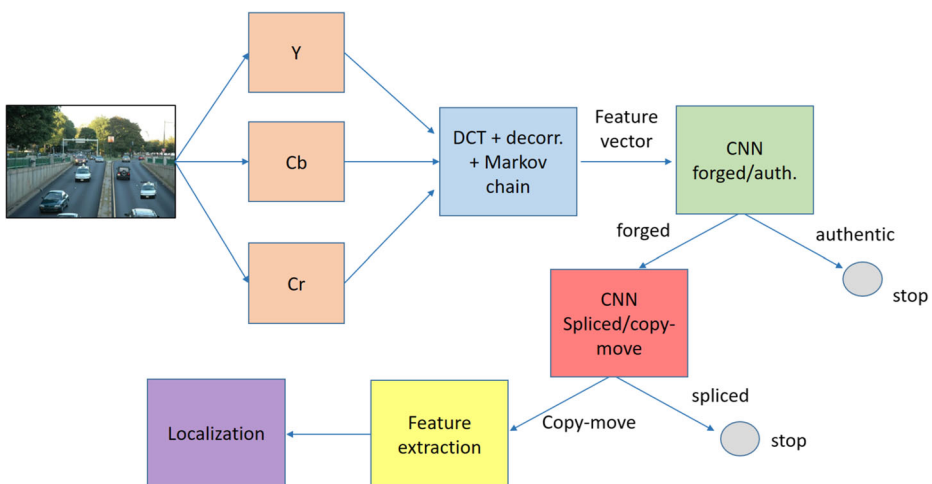 Y
Cb
Cr
DCT + decorr.
+ Markov
chain
Feature
vector
CNN
forged/auth.
forged
authentic
stop
CNN
Spliced/copy-
move
spliced
stop
Copy-move
Feature
extraction
Localization